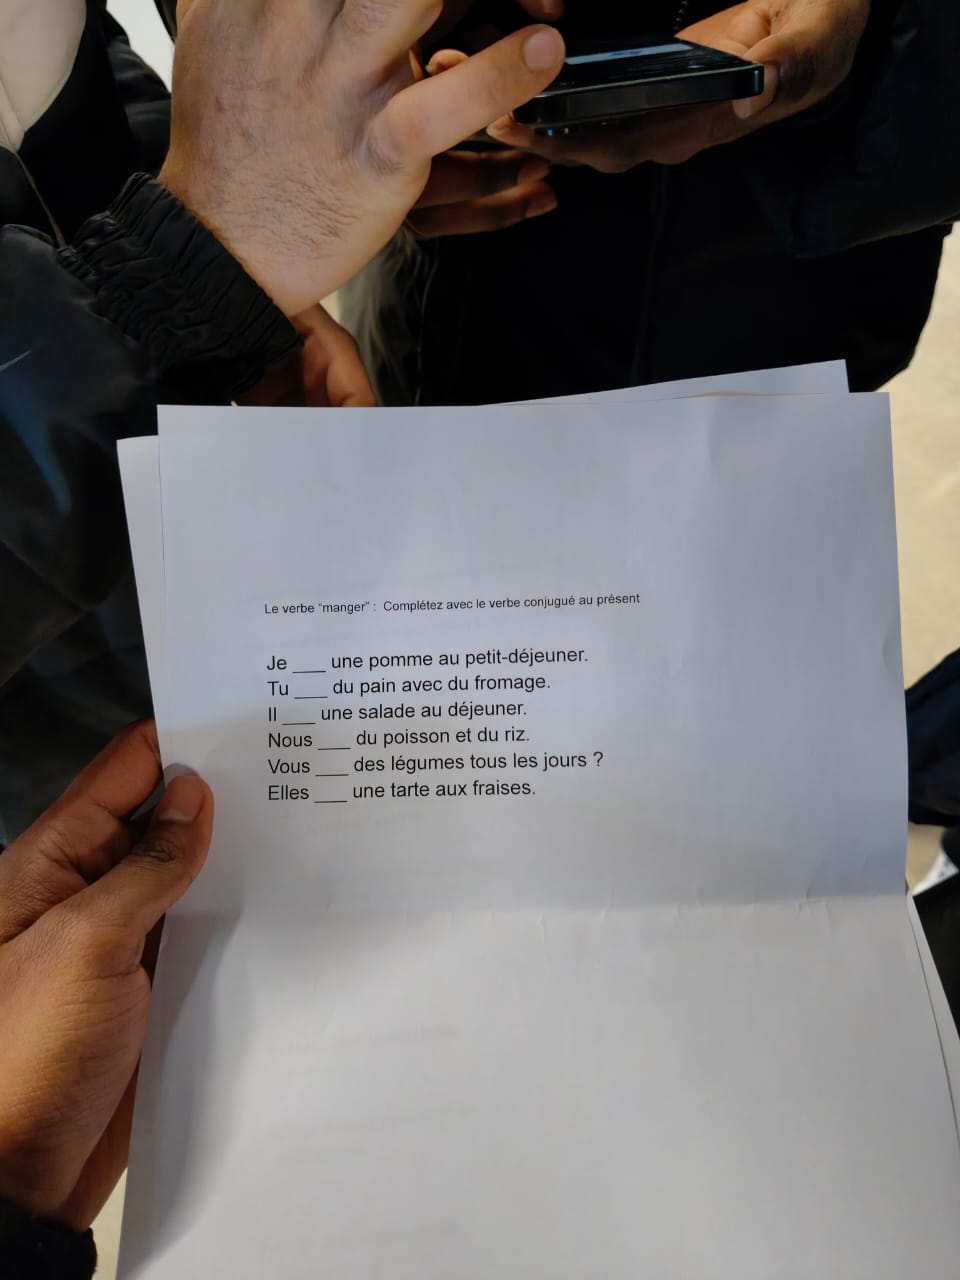 Le verbe “manger” : Complétez avec le verbe conjugué au présent
Je ___ une pomme au petit-déjeuner.
Tu ___ du pain avec du fromage.
Il ___ une salade au déjeuner.
Nous ___ du poisson et du riz.
Vous ___ des légumes tous les jours ?
Elles ___ une tarte aux fraises.